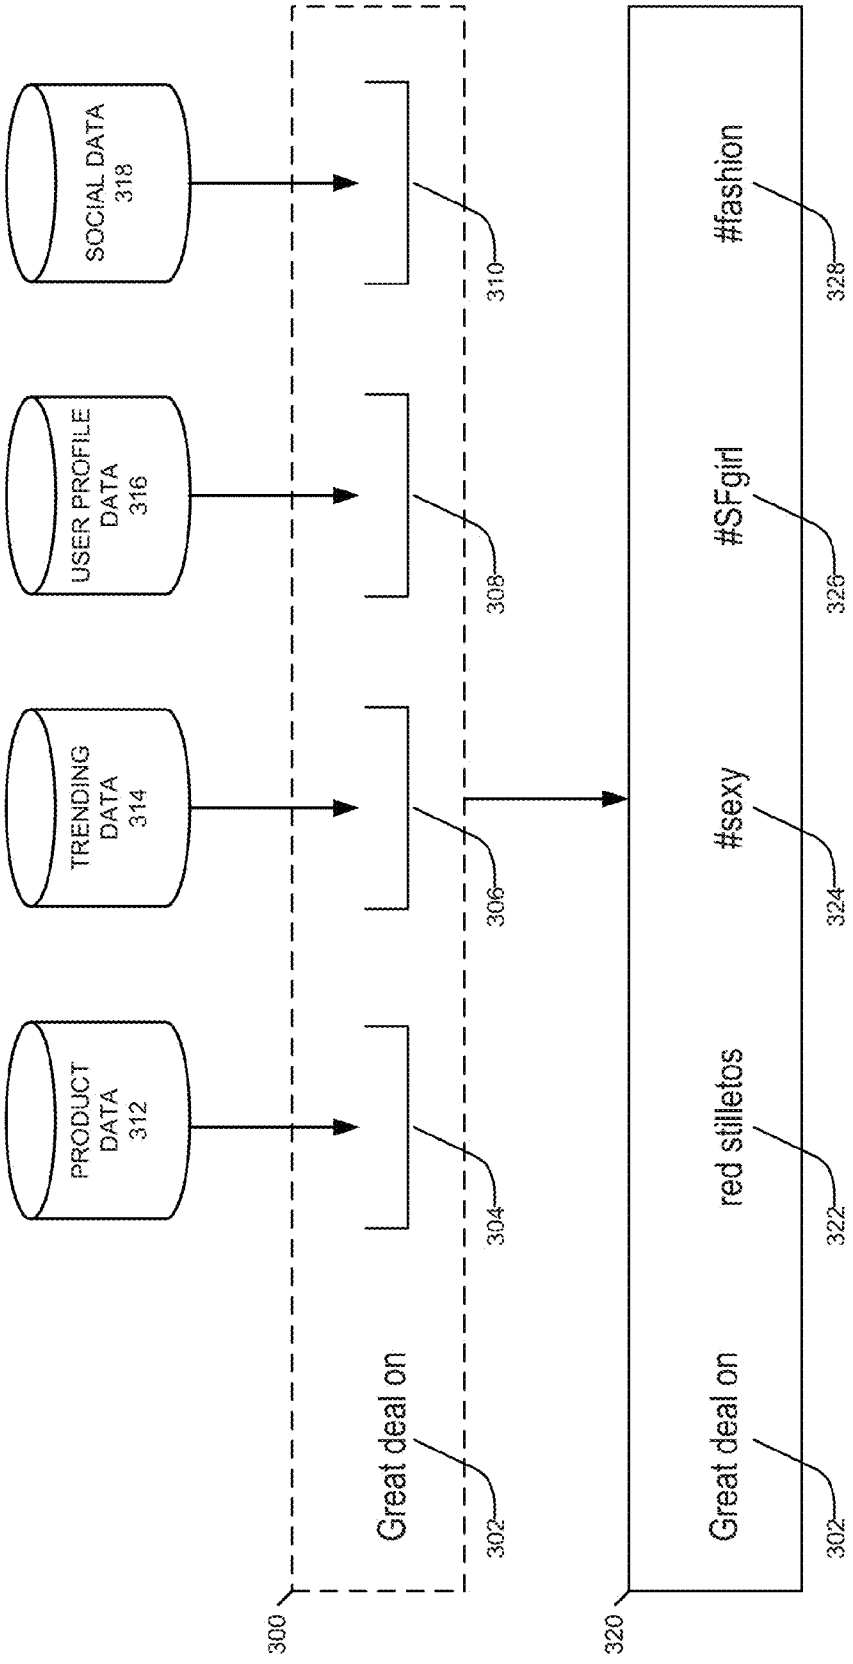 PRODUCT
DATA
312
TRENDING
DATA
314
USER PROFILE
DATA
316
SOCIAL DATA
318
300
Great deal on
302
304
306
308
310
320
Great deal on
red stilletos
#sexy
#SFgirl
#fashion
302
322
324
326
328